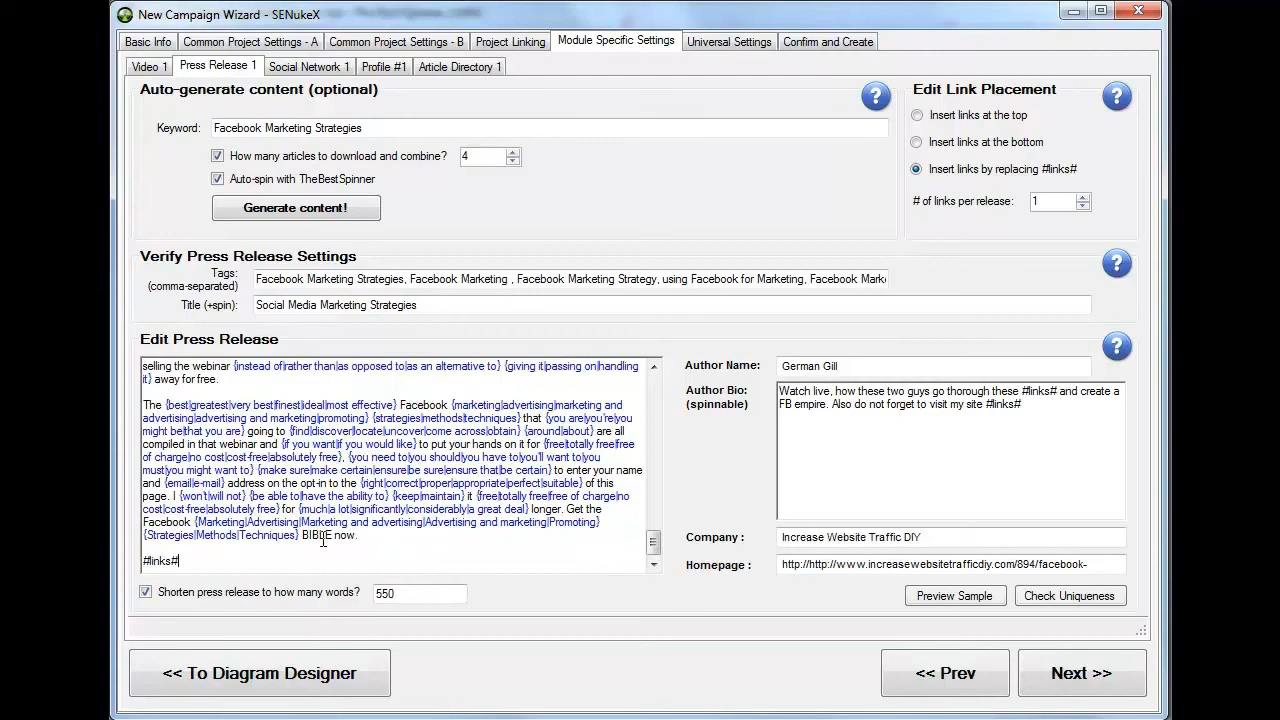 New Campaign Wizard - SENukeX
Basic Info
Common Project Settings - A
Common Project Settings - B
Project Linking
Module Specific Settings
Universal Settings
Confirm and Create
Video 1
Press Release 1
Social Network 1
Profile #1
Article Directory 1
Auto-generate content (optional)
Keyword: Facebook Marketing Strategies
How many articles to download and combine? 4
Auto-spin with TheBestSpinner
Generate content!
Edit Link Placement
Insert links at the top
Insert links at the bottom
Insert links by replacing #links#
# of links per release: 1
Verify Press Release Settings
Tags:
(comma-separated)
Facebook Marketing Strategies, Facebook Marketing , Facebook Marketing Strategy, using Facebook for Marketing, Facebook Mark
Title (+spin): Social Media Marketing Strategies
Edit Press Release
selling the webinar {instead of|rather than|as opposed to|as an alternative to} {giving it|passing on|handling
it} away for free.
The {best|greatest|very best|finest|ideal|most effective} Facebook {marketing|advertising|marketing and
advertising|advertising and marketing|promoting} {strategies|methods|techniques} that {you are|you're|you
might be|that you are} going to {find|discover|locate|uncover|come across|obtain} {around|about} are all
compiled in that webinar and {if you want|if you would like} to put your hands on it for {free|totally free|free
of charge|no cost|cost-free|absolutely free}, {you need to|you should|you have to|you'll want to|you
must|you might want to} {make sure|make certain|ensure|be sure|ensure that|be certain} to enter your name
and {email|e-mail} address on the opt-in to the {right|correct|proper|appropriate|perfect|suitable} of this
page. I {won't|will not} {be able to|have the ability to} {keep|maintain} it {free|totally free|free of charge|no
cost|cost-free|absolutely free} for {much|a lot|significantly|considerably|a great deal} longer. Get the
Facebook {Marketing|Advertising|Marketing and advertising|Advertising and marketing|Promoting}
{Strategies|Methods|Techniques} BIBLE now.
#links#
Shorten press release to how many words? 550
Author Name: German Gill
Author Bio:
(spinnable)
Watch live, how these two guys go thorough these #links# and create a
FB empire. Also do not forget to visit my site #links#
Company : Increase Website Traffic DIY
Homepage : http://http://www.increasewebsitetrafficdiy.com/894/facebook-
Preview Sample
Check Uniqueness
<< To Diagram Designer
<< Prev
Next >>